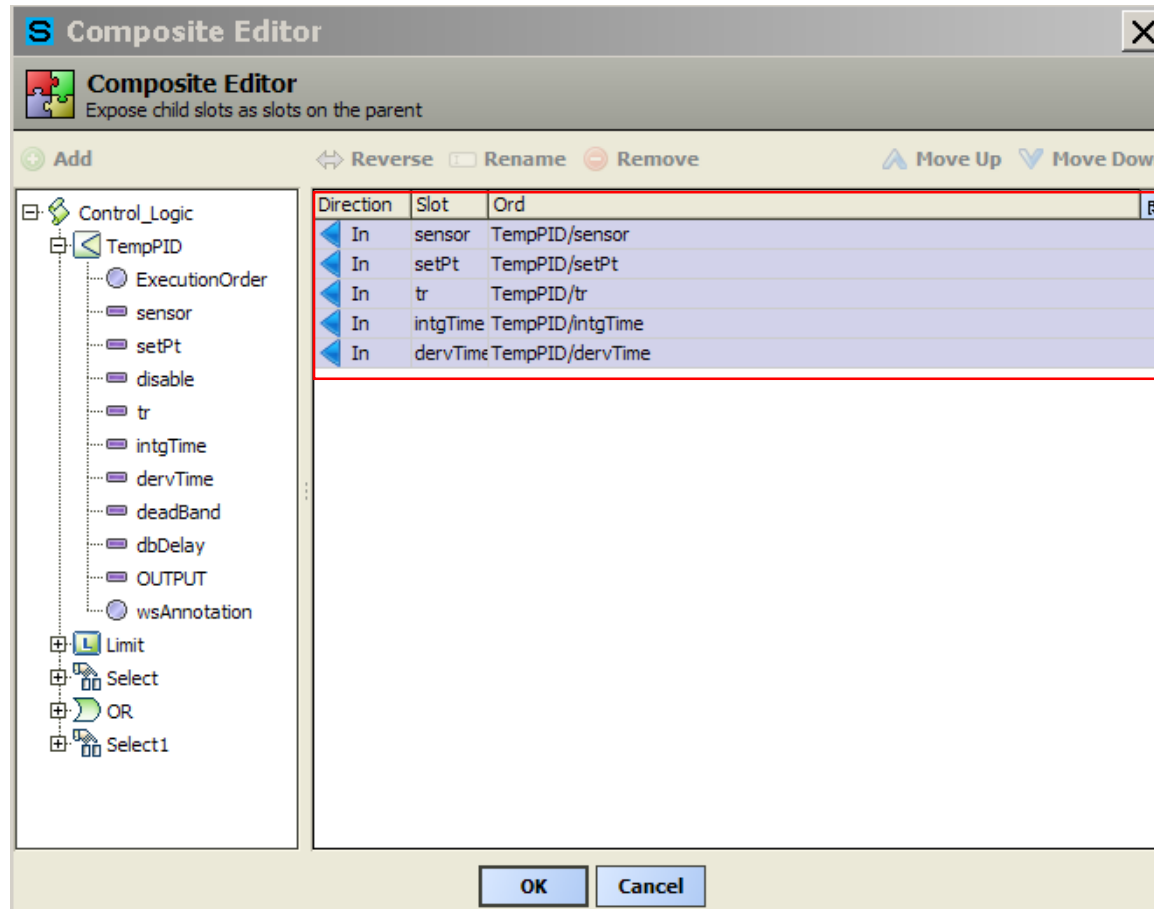 S Composite Editor
Composite Editor
Expose child slots as slots on the parent
Add Reverse Rename Remove Move Up Move Dow
Control_Logic
TempPID
ExecutionOrder
sensor
setPt
disable
tr
intgTime
dervTime
deadBand
dbDelay
OUTPUT
wsAnnotation
L Limit
Select
OR
Select1
Direction Slot Ord
In sensor TempPID/sensor
In setPt TempPID/setPt
In tr TempPID/tr
In intgTime TempPID/intgTime
In dervTime TempPID/dervTime
OK Cancel